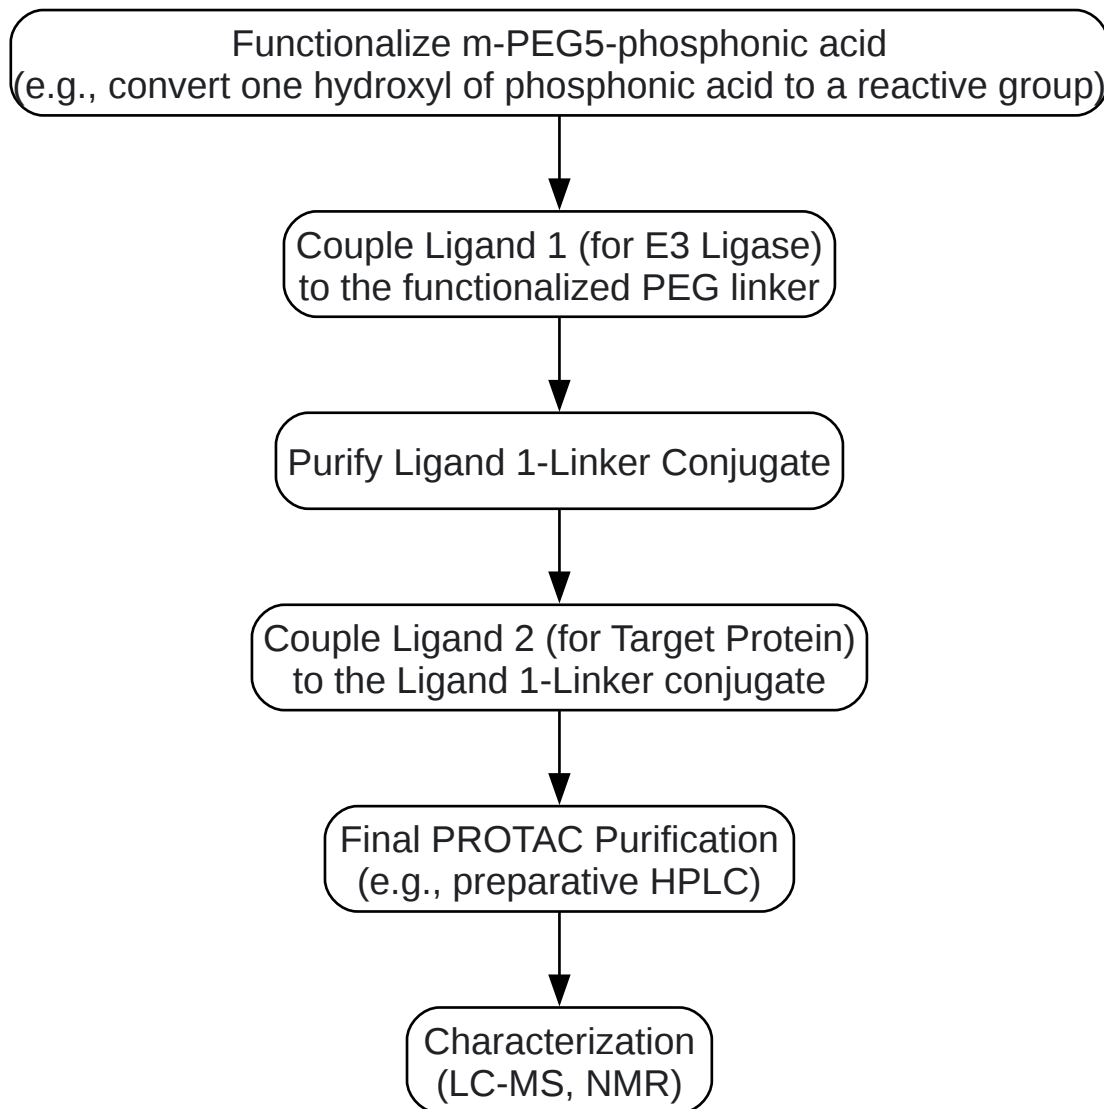 Functionalize m-PEG5-phosphonic acid
(e.g., convert one hydroxyl of phosphonic acid to a reactive group)
Couple Ligand 1 (for E3 Ligase)
to the functionalized PEG linker
Purify Ligand 1-Linker Conjugate
Couple Ligand 2 (for Target Protein)
to the Ligand 1-Linker conjugate
Final PROTAC Purification
(e.g., preparative HPLC)
Characterization
(LC-MS, NMR)